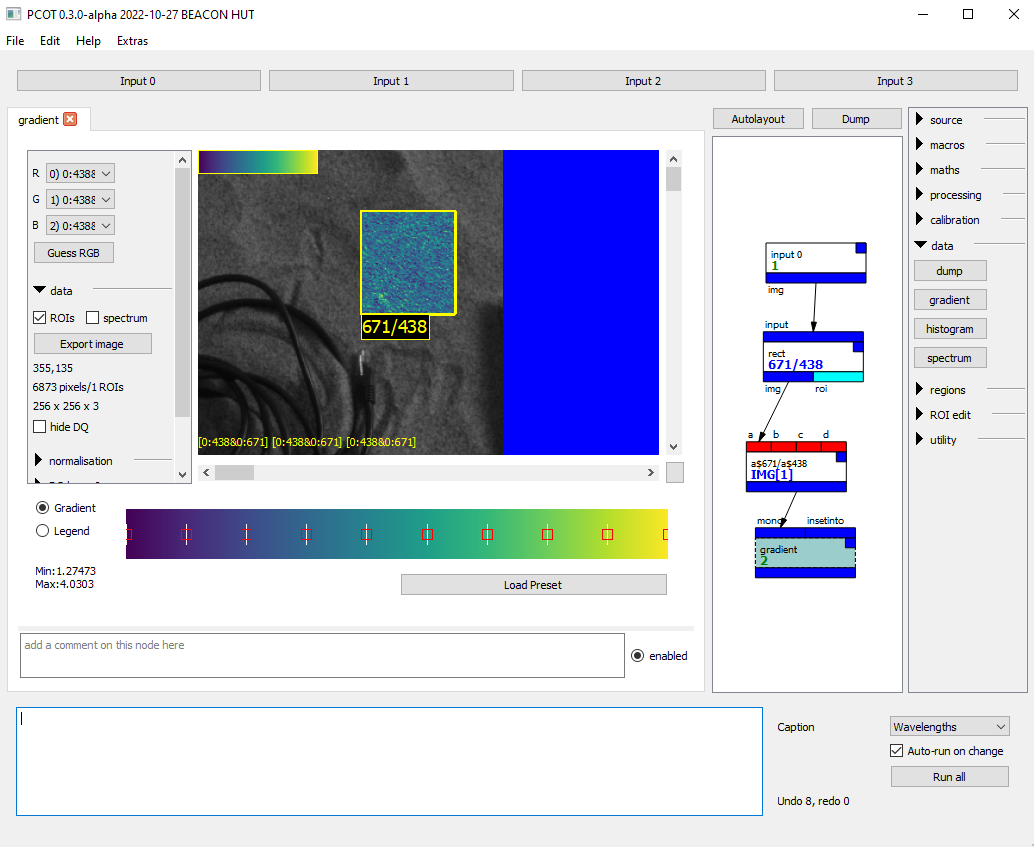 PCOT 0.3.0-alpha 2022-10-27 BEACON HUT
File Edit Help Extras
Input 0 Input 1 Input 2 Input 3
gradient
Autolayout Dump
R 0) 0:438
G 1) 0:438
B 2) 0:438
Guess RGB
data
ROIs spectrum
Export image
355,135
6873 pixels/1 ROIs
256 x 256 x 3
hide DQ
normalisation
671/438
[0:438&0:671] [0:438&0:671] [0:438&0:671]
Gradient
Legend
Min:1.27473
Max:4.0303
Load Preset
add a comment on this node here
enabled
input 0
1
img
input
rect
671/438
img roi
a b c d
a$671/a$438
IMG[1]
mono insetinto
gradient
2
source
macros
maths
processing
calibration
data
dump
gradient
histogram
spectrum
regions
ROI edit
utility
Caption Wavelengths
Auto-run on change
Run all
Undo 8, redo 0